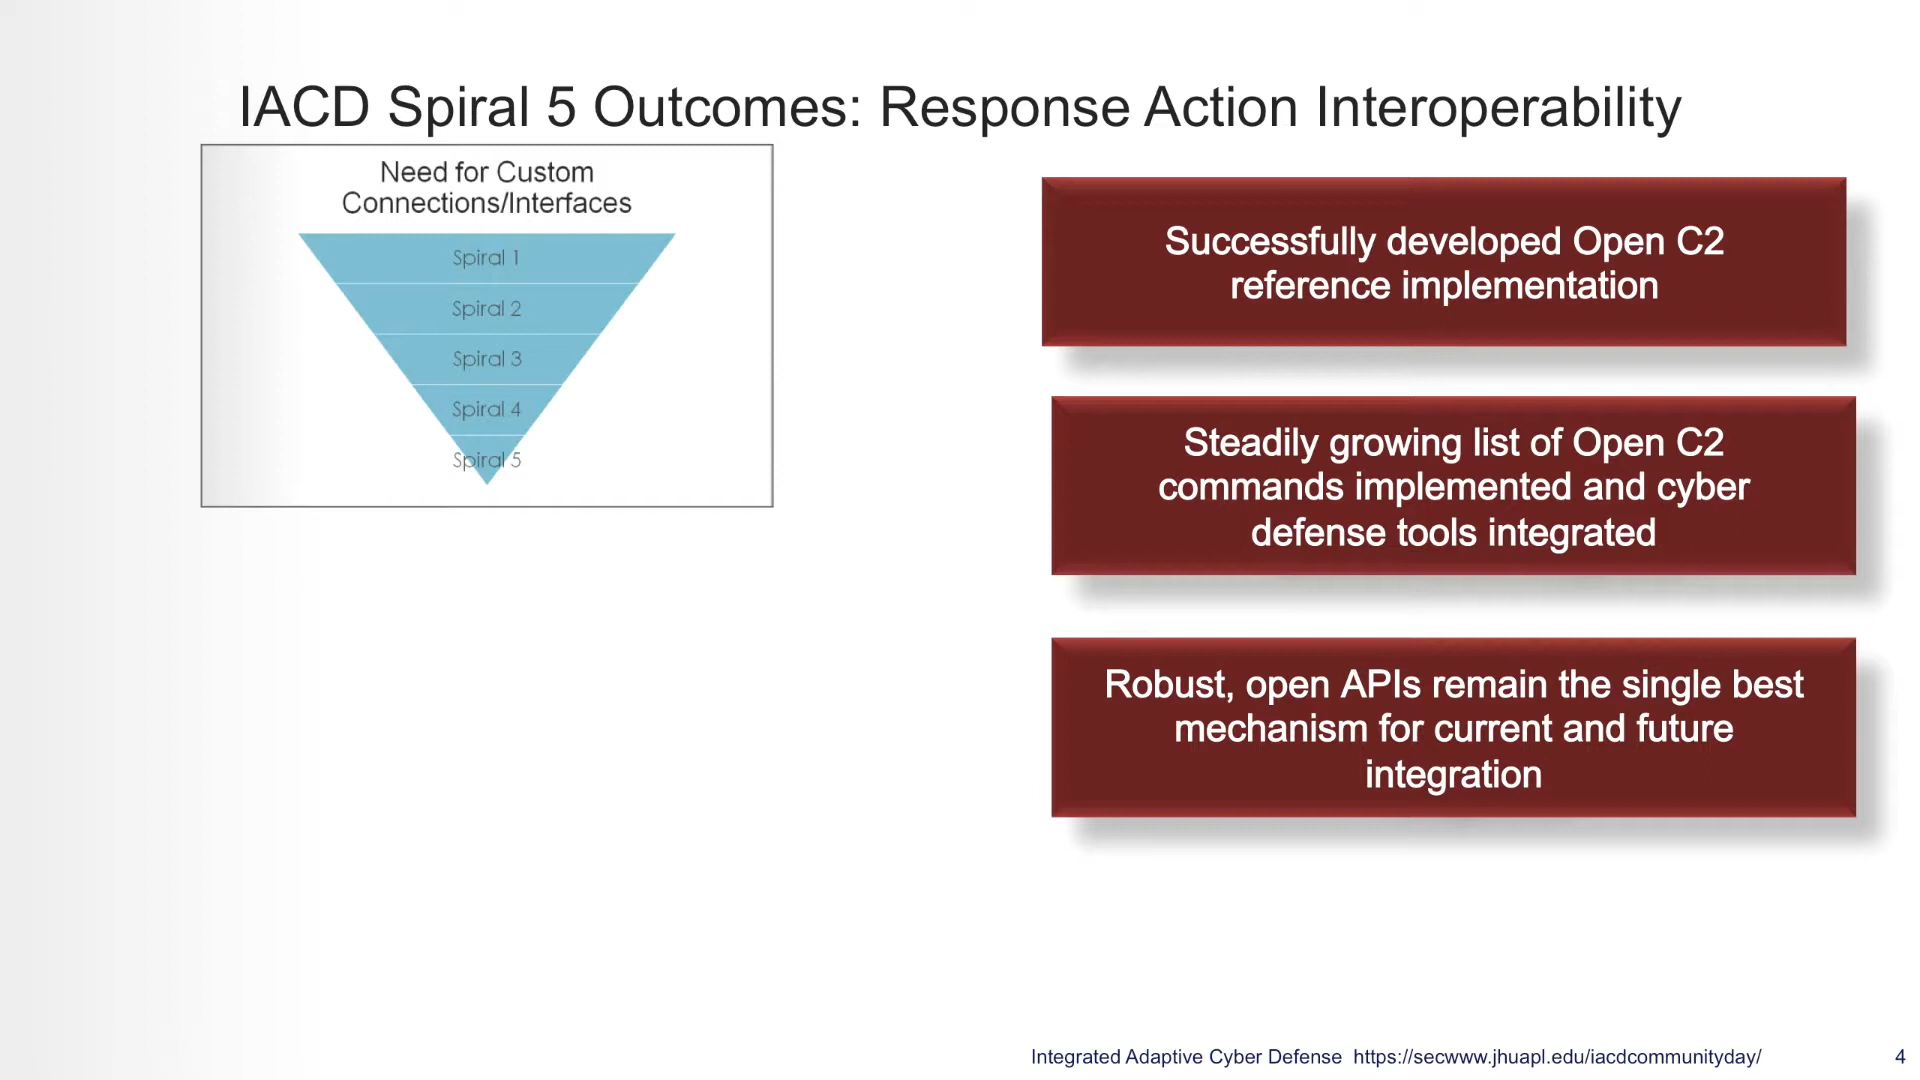 IACD Spiral 5 Outcomes: Response Action Interoperability
Need for Custom
Connections/Interfaces
Spiral 1
Spiral 2
Spiral 3
Spiral 4
Spiral 5
Successfully developed Open C2
reference implementation
Steadily growing list of Open C2
commands implemented and cyber
defense tools integrated
Robust, open APIs remain the single best
mechanism for current and future
integration
Integrated Adaptive Cyber Defense https://secwww.jhuapl.edu/iacdcommunityday/
4